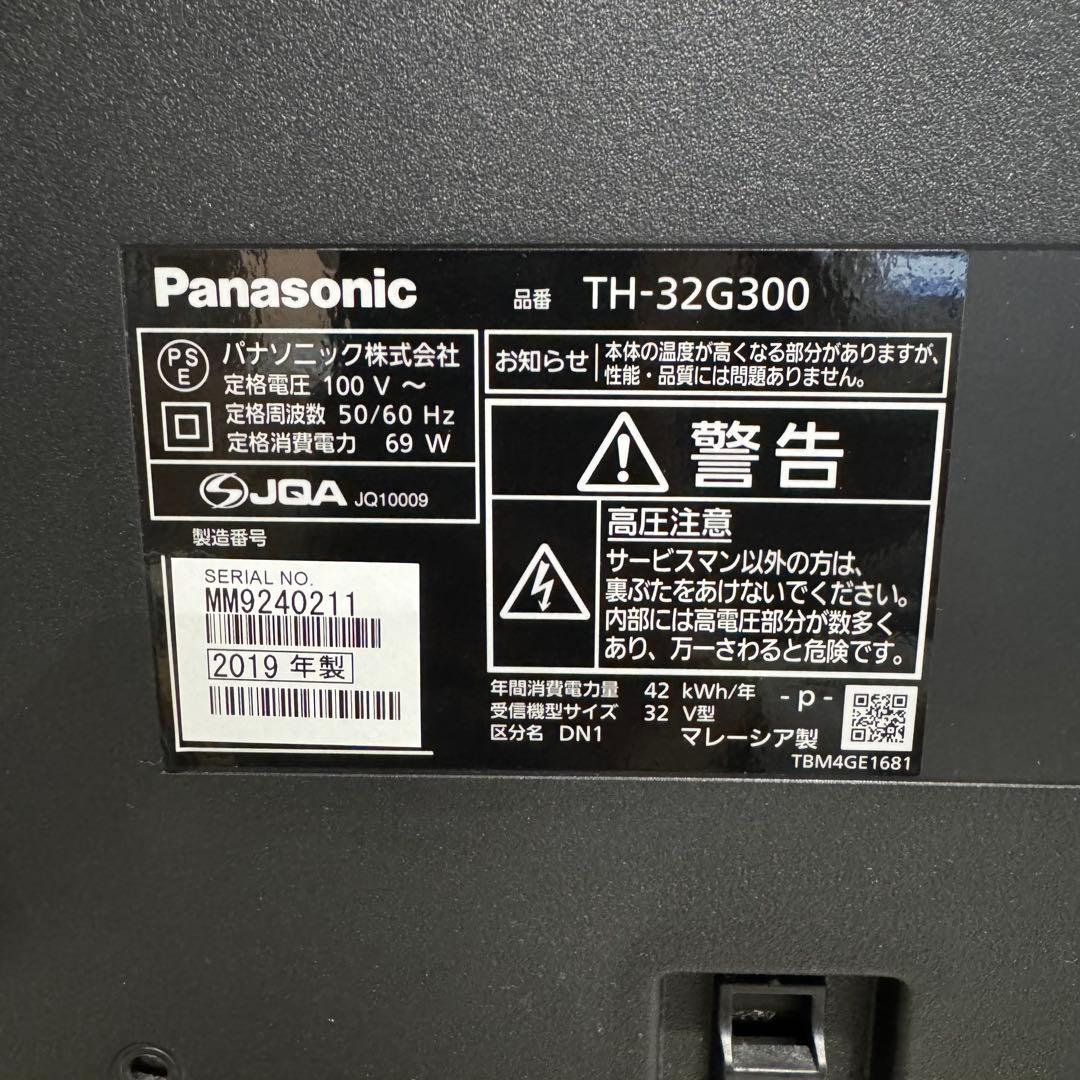 Panasonic
品番 TH-32G300
PS
E
パナソニック株式会社
定格電圧 100 V ～
定格周波数 50/60 Hz
定格消費電力 69 W
JQA JQ10009
製造番号
SERIAL NO.
MM9240211
2019 年製
お知らせ
本体の温度が高くなる部分がありますが、
性能・品質には問題ありません。
警告
高圧注意
サービスマン以外の方は、
裏ぶたをあけないでください。
内部には高電圧部分が数多く
あり、万一さわると危険です。
年間消費電力量 42 kWh/年
受信機型サイズ 32 V型
区分名 DN1
- p -
マレーシア製
TBM4GE1681